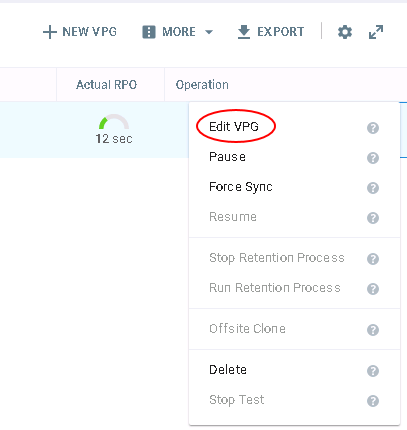 NEW VPG MORE EXPORT
Actual RPO Operation
12 sec
Edit VPG
Pause
Force Sync
Resume
Stop Retention Process
Run Retention Process
Offsite Clone
Delete
Stop Test